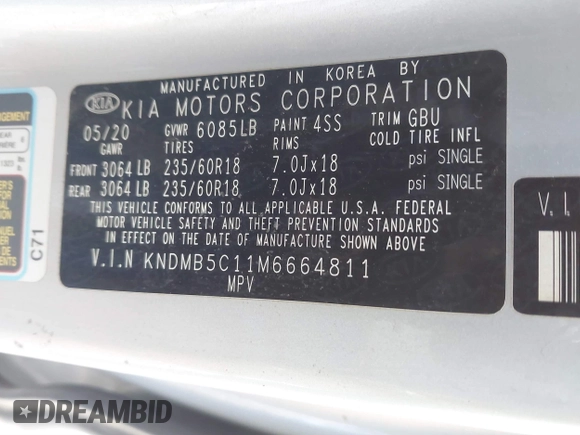 MANUFACTURED IN KOREA BY
KIA KIA MOTORS CORPORATION
05/20 GVWR 6085LB PAINT 4SS TRIM GBU
GAWR TIRES RIMS COLD TIRE INFL
FRONT 3064 LB 235/60R18 7.0Jx18 psi SINGLE
REAR 3064 LB 235/60R18 7.0Jx18 psi SINGLE
THIS VEHICLE CONFORMS TO ALL APPLICABLE U.S.A. FEDERAL
MOTOR VEHICLE SAFETY AND THEFT PREVENTION STANDARDS
IN EFFECT ON THE DATE OF MANUFACTURE SHOWN ABOVE.
V.I.N KNDMB5C11M6664811
MPV
C71
V.I.
DREAMBID